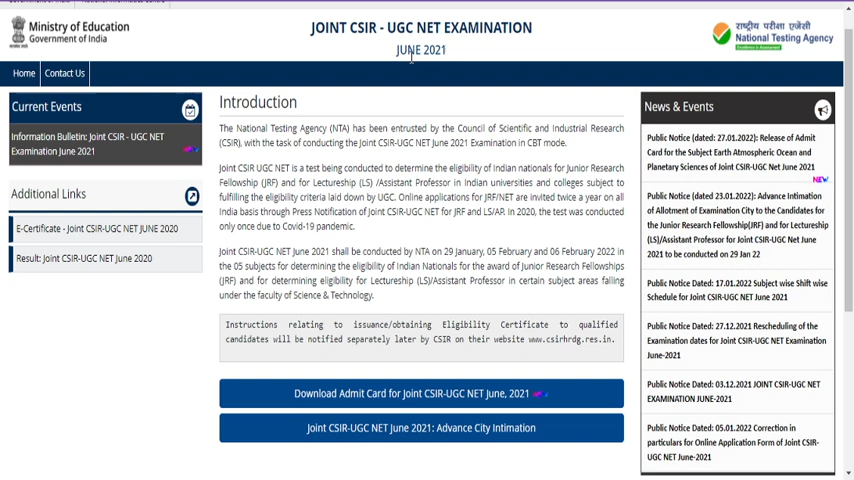 Ministry of Education
Government of India
JOINT CSIR - UGC NET EXAMINATION
JUNE 2021
राष्ट्रीय परीक्षा एजेंसी
National Testing Agency
Excellence in Assessment
Home
Contact Us
Current Events
Information Bulletin: Joint CSIR - UGC NET
Examination June 2021
Additional Links
E-Certificate - Joint CSIR-UGC NET JUNE 2020
Result: Joint CSIR-UGC NET June 2020
Introduction
The National Testing Agency (NTA) has been entrusted by the Council of Scientific and Industrial Research
(CSIR), with the task of conducting the Joint CSIR-UGC NET June 2021 Examination in CBT mode.
Joint CSIR UGC NET is a test being conducted to determine the eligibility of Indian nationals for Junior Research
Fellowship (JRF) and for Lectureship (LS) /Assistant Professor in Indian universities and colleges subject to
fulfilling the eligibility criteria laid down by UGC. Online applications for JRF/NET are invited twice a year on all
India basis through Press Notification of Joint CSIR-UGC NET for JRF and LS/AP. In 2020, the test was conducted
only once due to Covid-19 pandemic.
Joint CSIR-UGC NET June 2021 shall be conducted by NTA on 29 January, 05 February and 06 February 2022 in
the 05 subjects for determining the eligibility of Indian Nationals for the award of Junior Research Fellowships
(JRF) and for determining eligibility for Lectureship (LS)/Assistant Professor in certain subject areas falling
under the faculty of Science & Technology.
Instructions relating to issuance/obtaining Eligibility Certificate to qualified
candidates will be notified separately later by CSIR on their website www.csirhrdg.res.in.
Download Admit Card for Joint CSIR-UGC NET June, 2021
Joint CSIR-UGC NET June 2021: Advance City Intimation
News & Events
Public Notice (dated: 27.01.2022): Release of Admit
Card for the Subject Earth Atmospheric Ocean and
Planetary Sciences of Joint CSIR-UGC NET June 2021
NEW
Public Notice (dated 23.01.2022): Advance Intimation
of Allotment of Examination City to the Candidates for
the Junior Research Fellowship(JRF) and for Lectureship
(LS)/Assistant Professor for Joint CSIR-UGC Net June
2021 to be conducted on 29 Jan 22
Public Notice Dated: 17.01.2022 Subject wise Shift wise
Schedule for Joint CSIR-UGC NET June 2021
Public Notice Dated: 27.12.2021 Rescheduling of the
Examination dates for Joint CSIR-UGC NET Examination
June-2021
Public Notice Dated: 03.12.2021 JOINT CSIR-UGC NET
EXAMINATION JUNE-2021
Public Notice Dated: 05.01.2022 Correction in
particulars for Online Application Form of Joint CSIR-
UGC NET June-2021